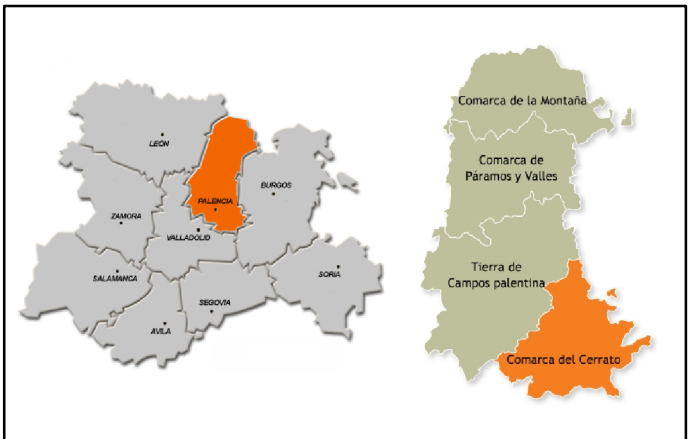 LEÓN
PALENCIA
BURGOS
ZAMORA
VALLADOLID
SORIA
SALAMANCA
SEGOVIA
AVILA
Comarca de la Montaña
Comarca de
Páramos y Valles
Tierra de
Campos palentina
Comarca del Cerrato